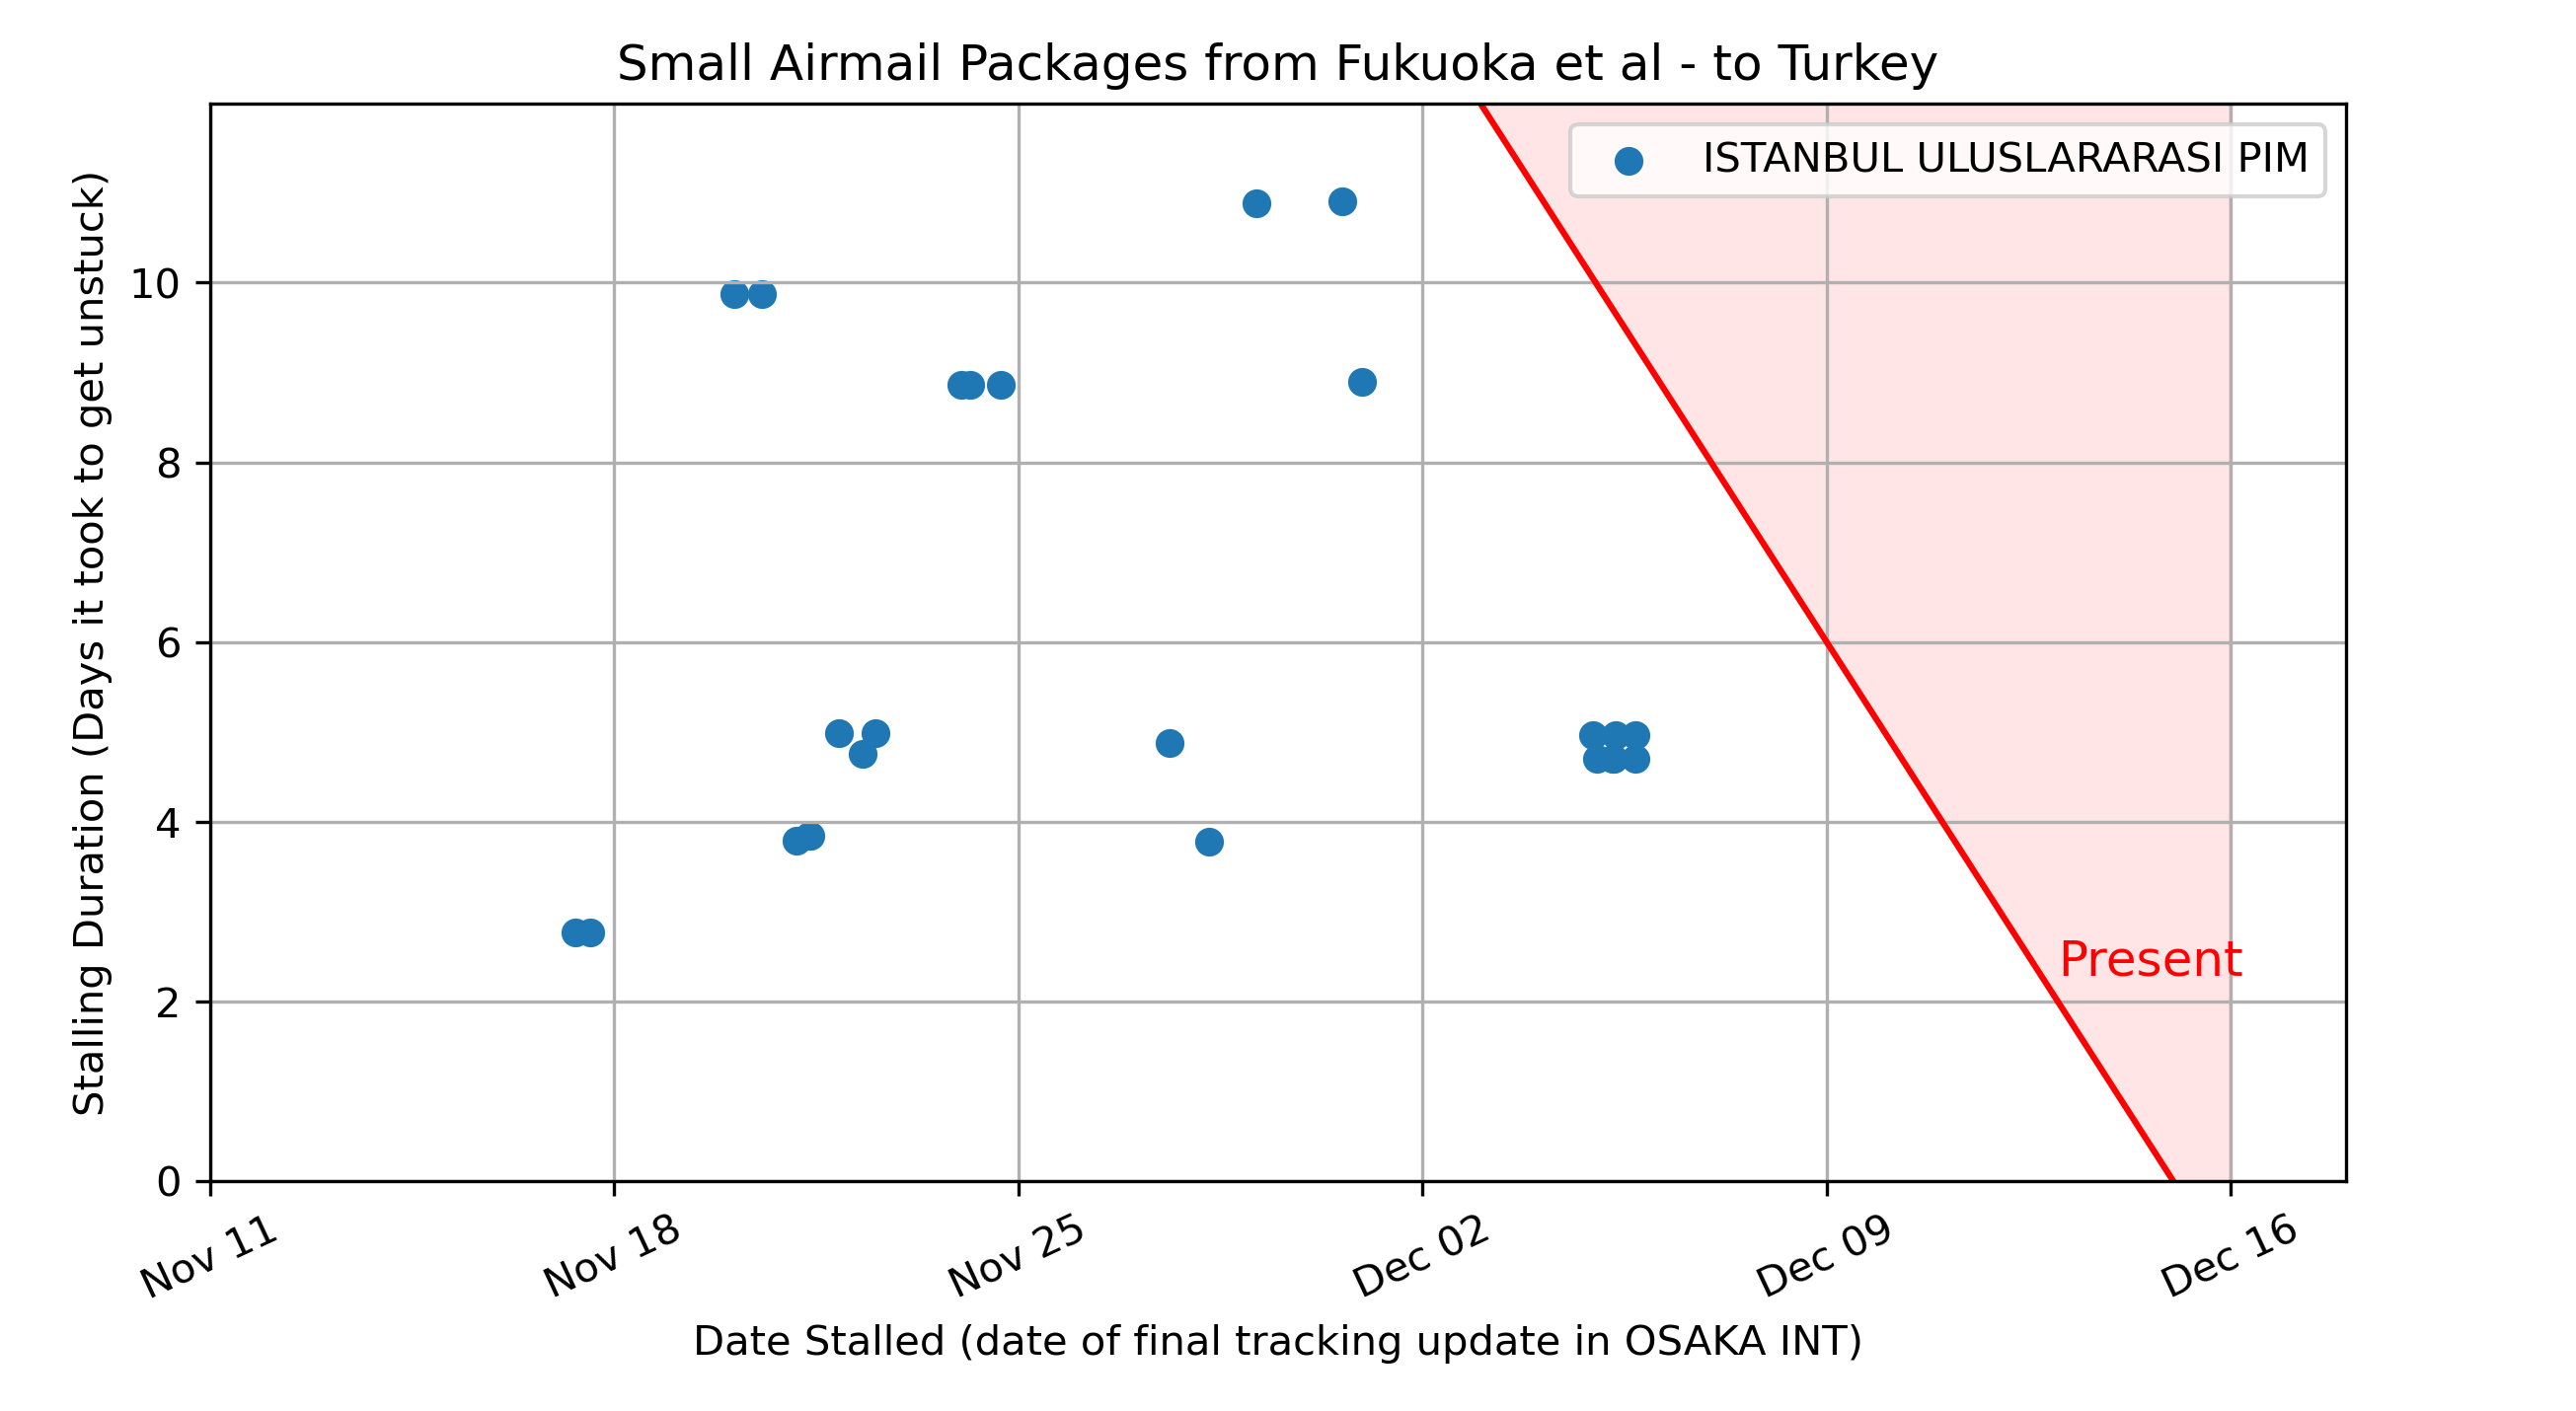 Small Airmail Packages from Fukuoka et al - to Turkey
ISTANBUL ULUSLARARASI PIM
Stalling Duration (Days it took to get unstuck)
10
8
6
4
2
0
Present
Nov 11
Nov 18
Nov 25
Dec 02
Dec 09
Dec 16
Date Stalled (date of final tracking update in OSAKA INT)